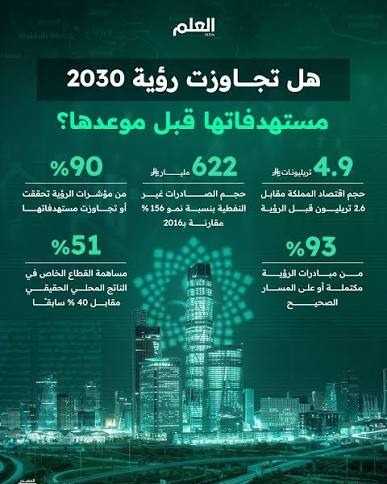 العلم
هل تجاوزت رؤية 2030
مستهدفاتها قبل موعدها؟
4.9 تريليونات
حجم اقتصاد المملكة مقابل
2.6 تريليون قبل الرؤية
622 مليار
حجم الصادرات غير
النفطية بنسبة نمو 156%
مقارنة بـ2016
90%
من مؤشرات الرؤية تحققت
أو تجاوزت مستهدفاتها
93%
من مبادرات الرؤية
مكتملة أو على المسار
الصحيح
51%
مساهمة القطاع الخاص في
الناتج المحلي الحقيقي
مقابل 40% سابقًا